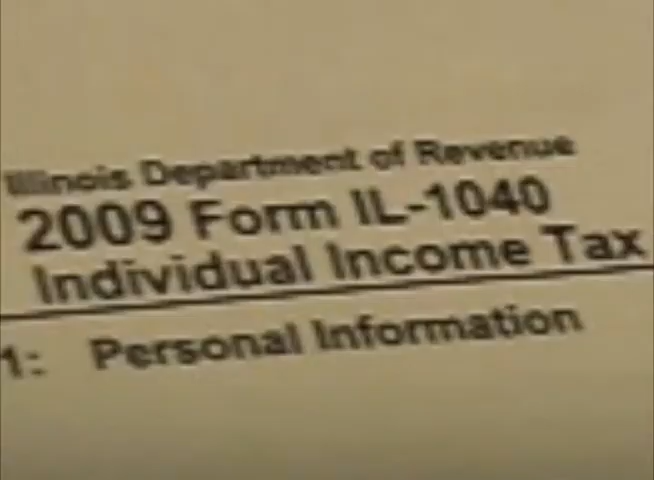 Illinois Department of Revenue
2009 Form IL-1040
Individual Income Tax
1: Personal Information